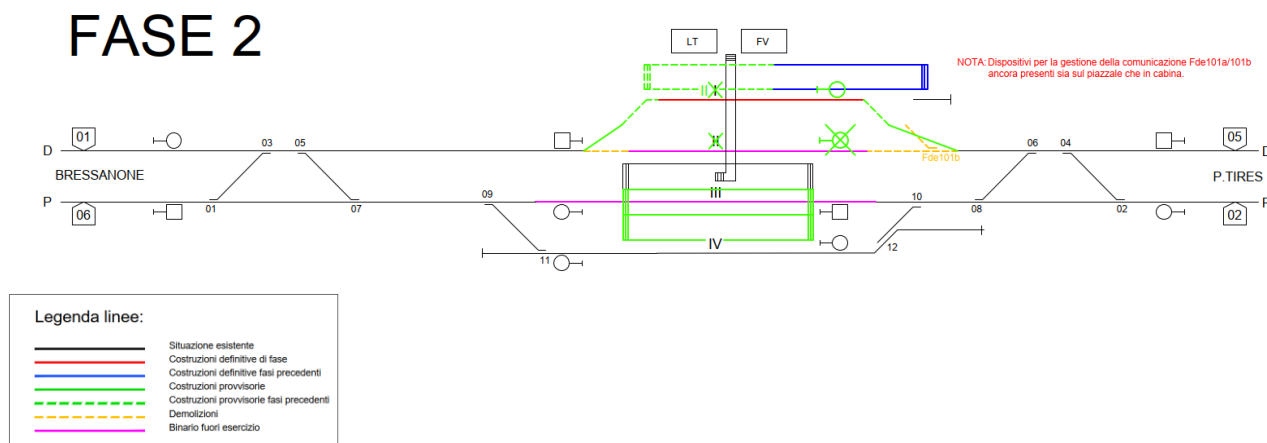 FASE 2
LT FV
NOTA: Dispositivi per la gestione della comunicazione Fde101a/101b
ancora presenti sia sul piazzale che in cabina.
I
01 03 05 II 06 04 05
D D
Fde101b
BRESSANONE P.TIRES
III
P P
06 01 07 09 10 08 02 02
IV
11 12
Legenda linee:
Situazione esistente
Costruzioni definitive di fase
Costruzioni definitive fasi precedenti
Costruzioni provvisorie
Costruzioni provvisorie fasi precedenti
Demolizioni
Binario fuori esercizio